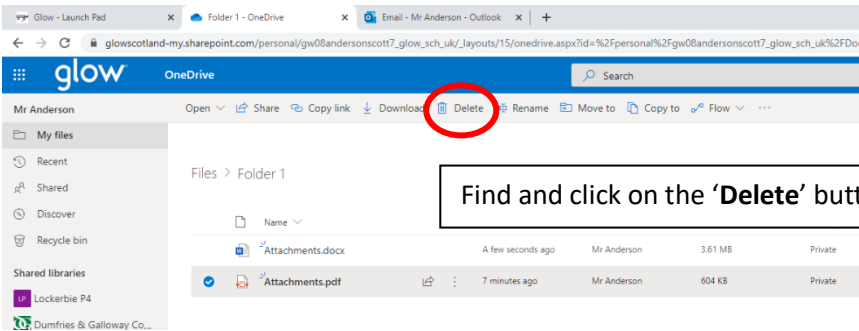 Glow - Launch Pad × Folder 1 - OneDrive × Email - Mr Anderson - Outlook × +
glowscotland-my.sharepoint.com/personal/gw08andersonscott7_glow_sch_uk/_layouts/15/onedrive.aspx?id=%2Fpersonal%2Fgw08andersonscott7_glow_sch_uk%2FDo
glow OneDrive Search
Mr Anderson Open Share Copy link Download Delete Rename Move to Copy to Flow ...
My files
Recent
Files > Folder 1
Shared
Find and click on the ‘Delete’ butt
Discover
Name
Recycle bin
Attachments.docx A few seconds ago Mr Anderson 3.61 MB Private
Shared libraries
Attachments.pdf 7 minutes ago Mr Anderson 604 KB Private
LP Lockerbie P4
Dumfries & Galloway Co...